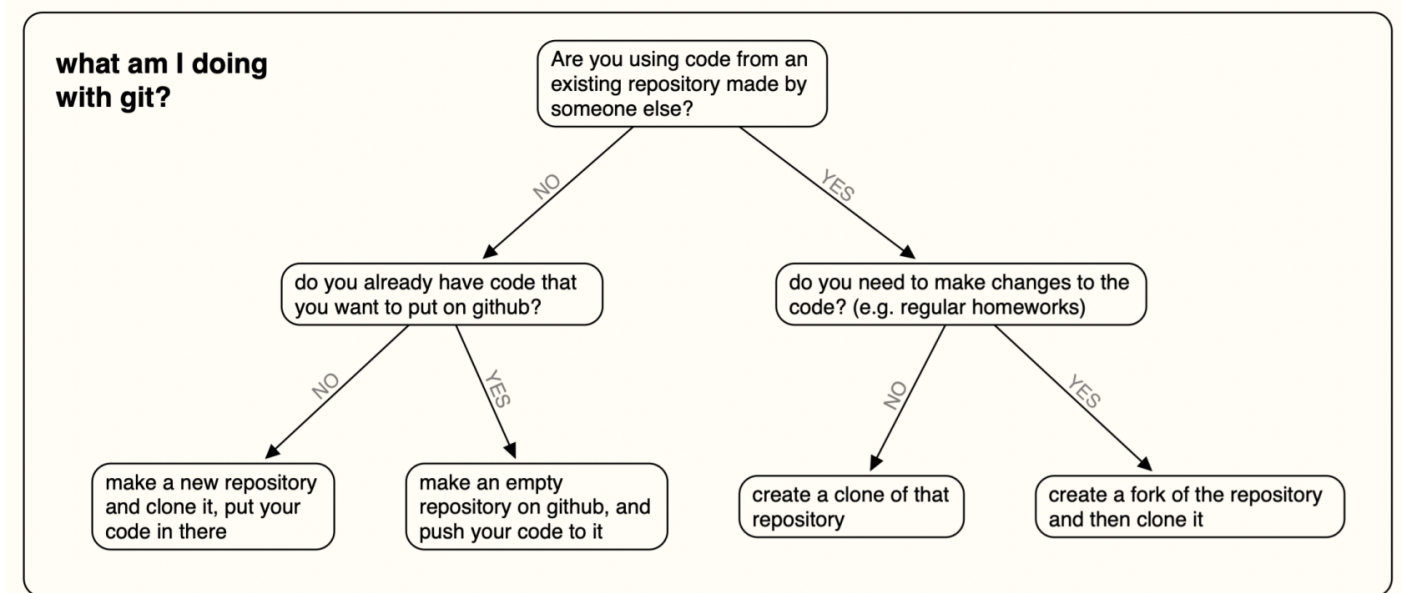 what am I doing
with git?
Are you using code from an
existing repository made by
someone else?
NO
YES
do you already have code that
you want to put on github?
do you need to make changes to the
code? (e.g. regular homeworks)
NO
YES
NO
YES
make a new repository
and clone it, put your
code in there
make an empty
repository on github, and
push your code to it
create a clone of that
repository
create a fork of the repository
and then clone it